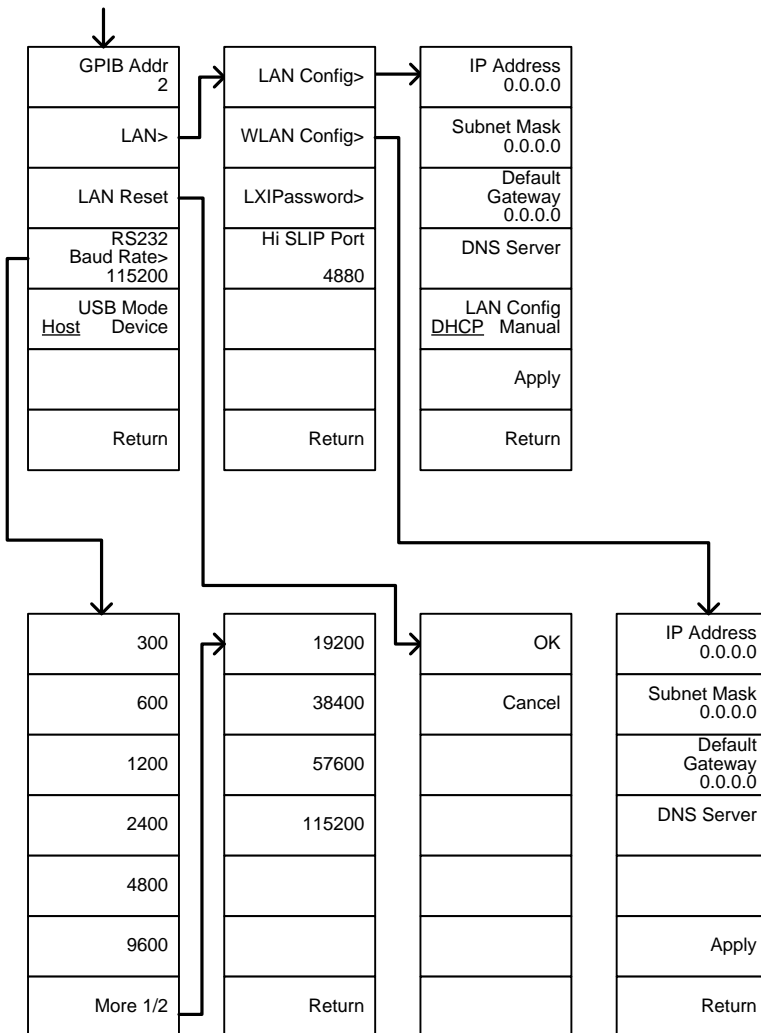 GPIB Addr
2
LAN>
LAN Reset
RS232
Baud Rate>
115200
USB Mode
Host Device
Return
LAN Config>
WLAN Config>
LXIPassword>
Hi SLIP Port
4880
Return
IP Address
0.0.0.0
Subnet Mask
0.0.0.0
Default
Gateway
0.0.0.0
DNS Server
LAN Config
DHCP Manual
Apply
Return
300
600
1200
2400
4800
9600
More 1/2
19200
38400
57600
115200
Return
OK
Cancel
IP Address
0.0.0.0
Subnet Mask
0.0.0.0
Default
Gateway
0.0.0.0
DNS Server
Apply
Return